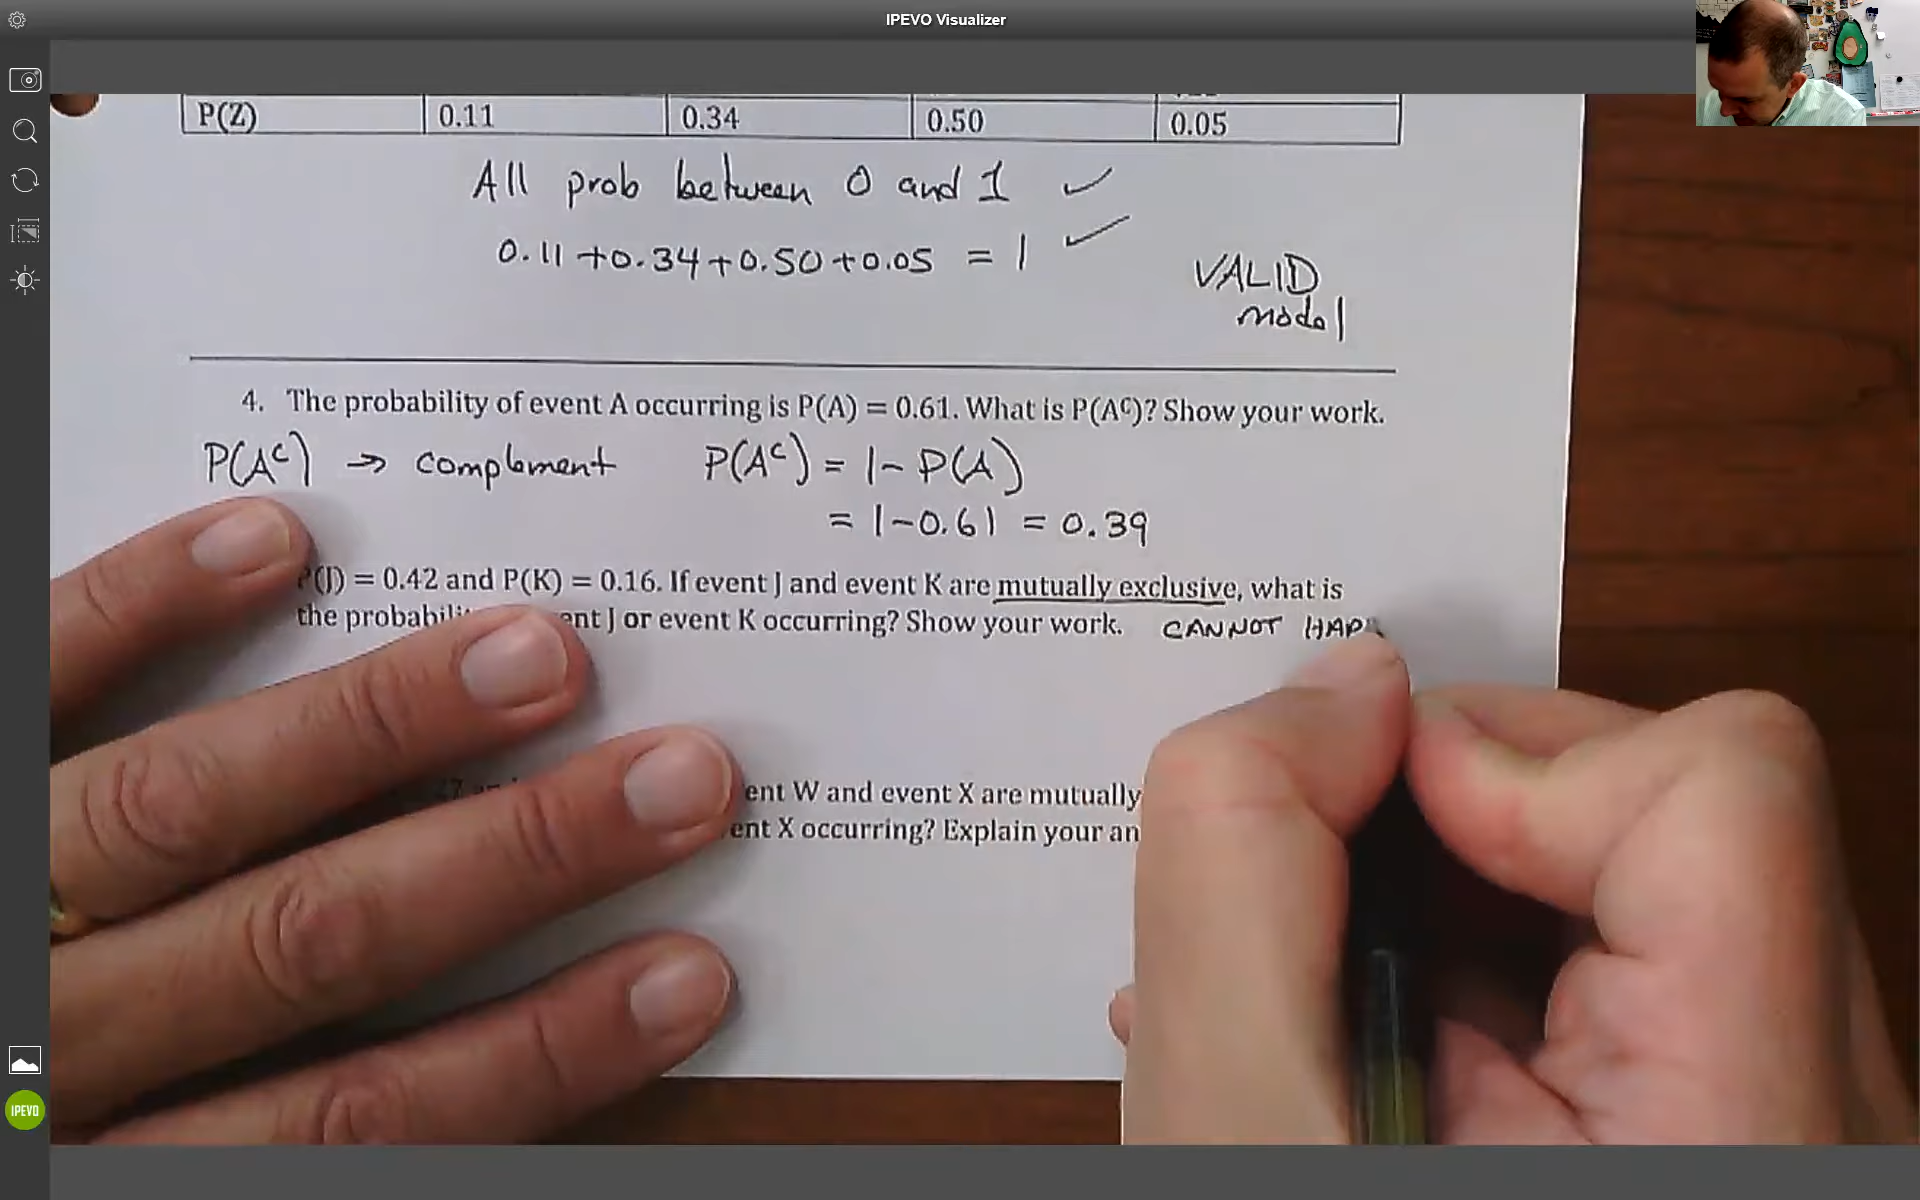 IPEVO Visualizer
P(Z) 0.11 0.34 0.50 0.05
All prob between 0 and 1 ✓
0.11 + 0.34 + 0.50 + 0.05 = 1 ✓
VALID
model
4. The probability of event A occurring is P(A) = 0.61. What is P(Aᶜ)? Show your work.
P(Aᶜ) → complement P(Aᶜ) = 1 - P(A)
= 1 - 0.61 = 0.39
P(J) = 0.42 and P(K) = 0.16. If event J and event K are mutually exclusive, what is
the ent J or event K occurring? Show your work. CANNOT HAP
ent W and event X are mutually
ent X occurring? Explain your an
IPEVO